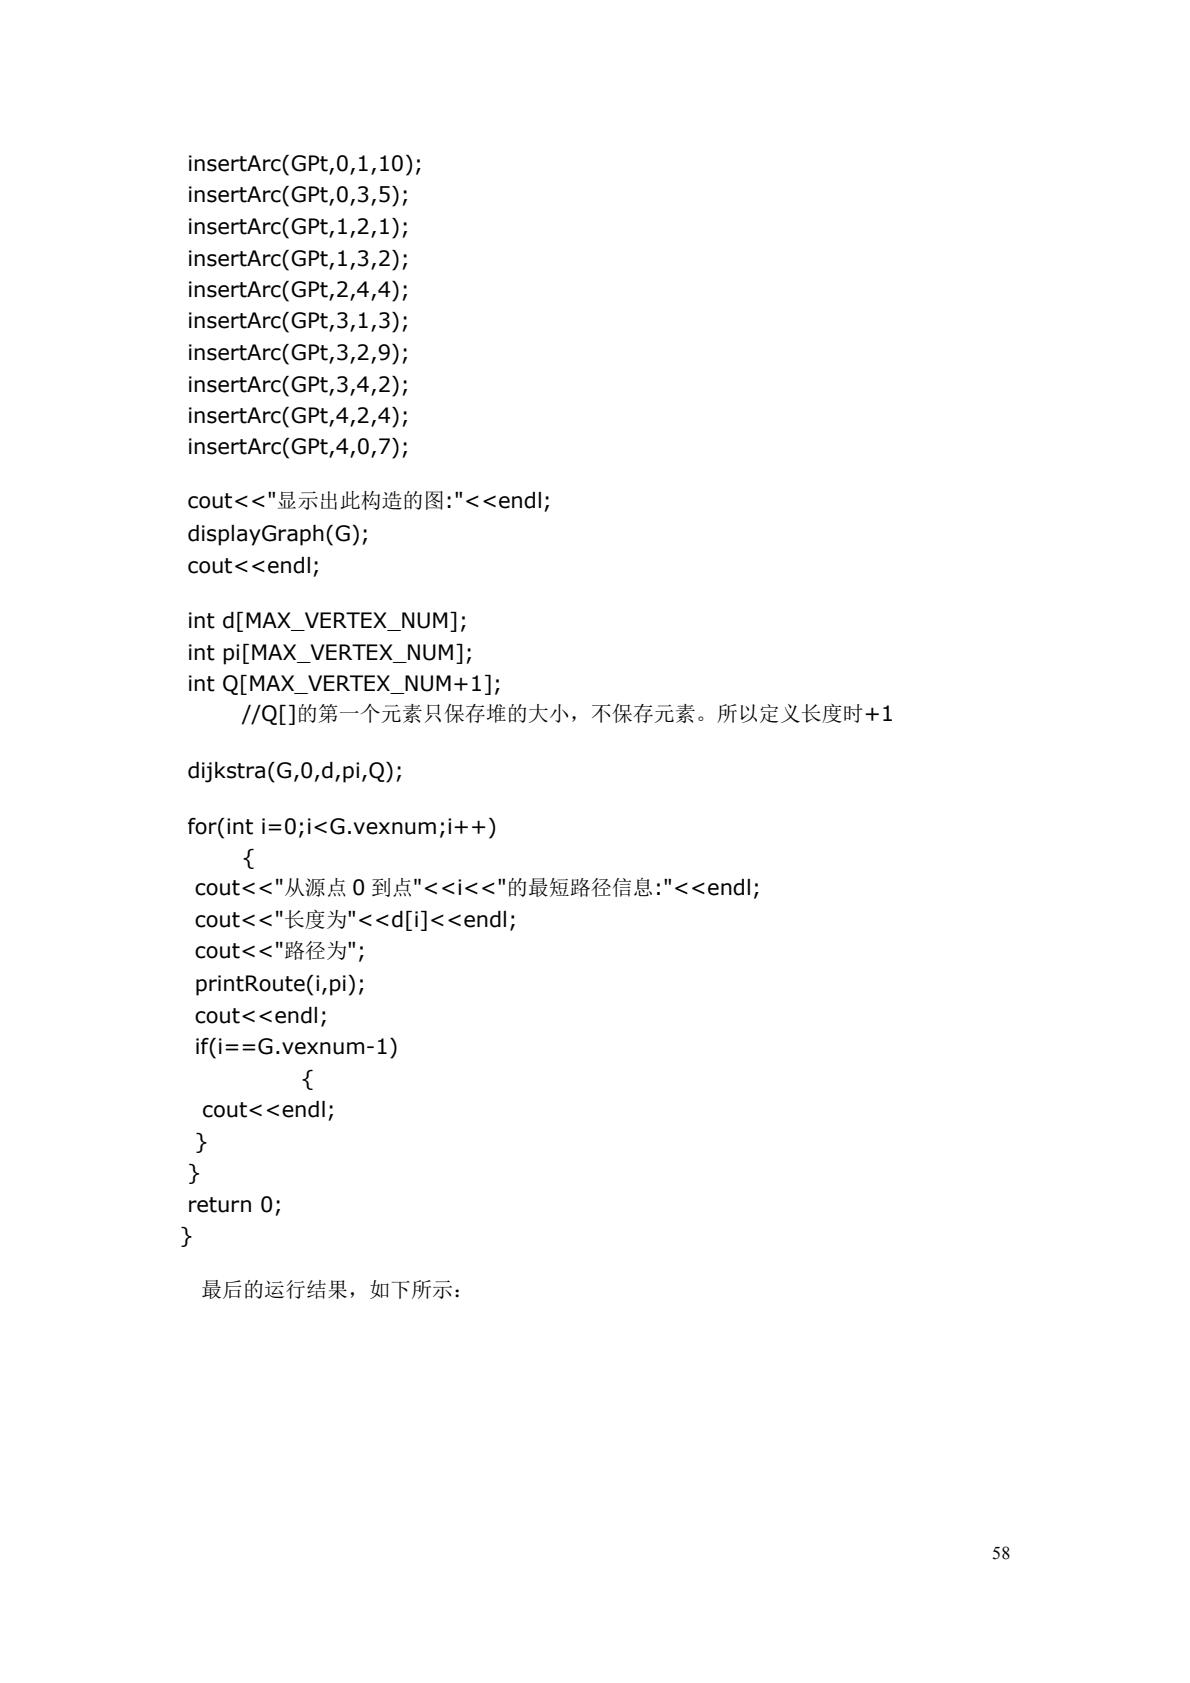 insertArc(GPt,0,1,10);
insertArc(GPt,0,3,5);
insertArc(GPt,1,2,1);
insertArc(GPt,1,3,2);
insertArc(GPt,2,4,4);
insertArc(GPt,3,1,3);
insertArc(GPt,3,2,9);
insertArc(GPt,3,4,2);
insertArc(GPt,4,2,4);
insertArc(GPt,4,0,7);
cout<<"显示出此构造的图:"<<endl;
displayGraph(G);
cout<<endl;
int d[MAX_VERTEX_NUM];
int pi[MAX_VERTEX_NUM];
int Q[MAX_VERTEX_NUM+1];
//Q[]的第一个元素只保存堆的大小，不保存元素。所以定义长度时+1
dijkstra(G,0,d,pi,Q);
for(int i=0;i<G.vexnum;i++)
{
cout<<"从源点 0 到点"<<i<<"的最短路径信息:"<<endl;
cout<<"长度为"<<d[i]<<endl;
cout<<"路径为";
printRoute(i,pi);
cout<<endl;
if(i==G.vexnum-1)
{
cout<<endl;
}
}
return 0;
}
最后的运行结果，如下所示：
58